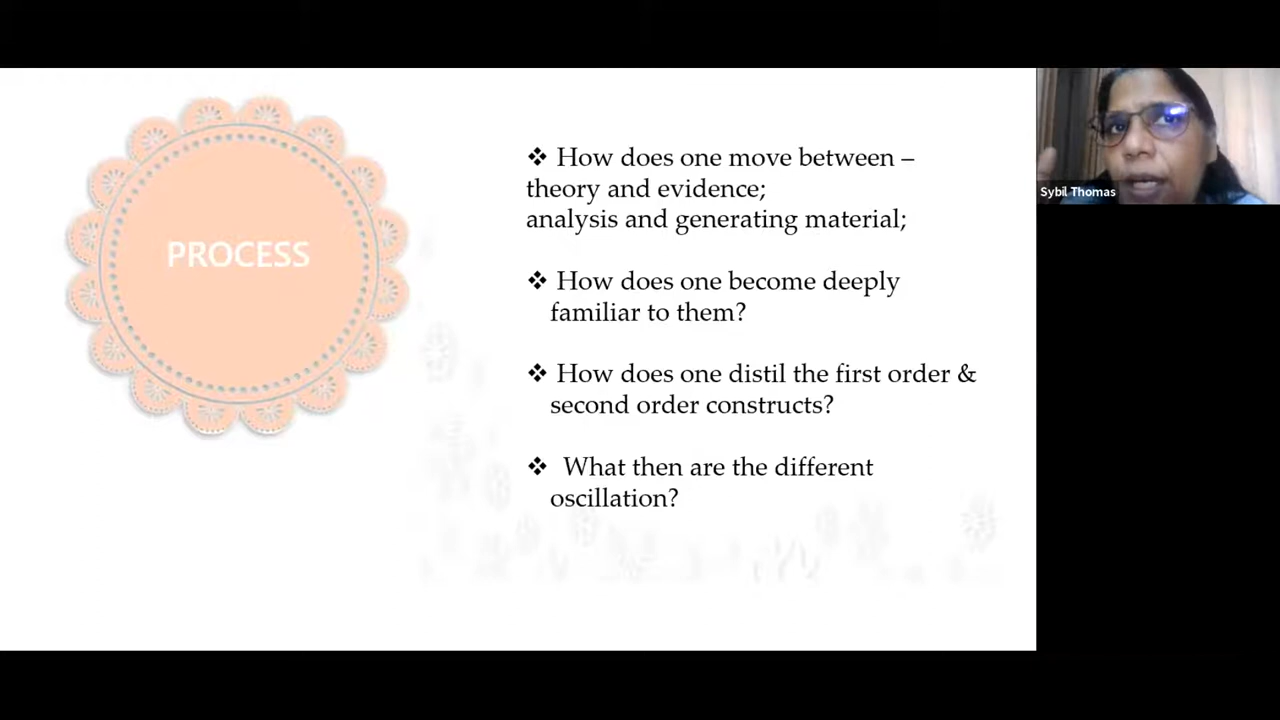 PROCESS
❖ How does one move between –
theory and evidence;
analysis and generating material;
❖ How does one become deeply
familiar to them?
❖ How does one distil the first order &
second order constructs?
❖ What then are the different
oscillation?
Sybil Thomas